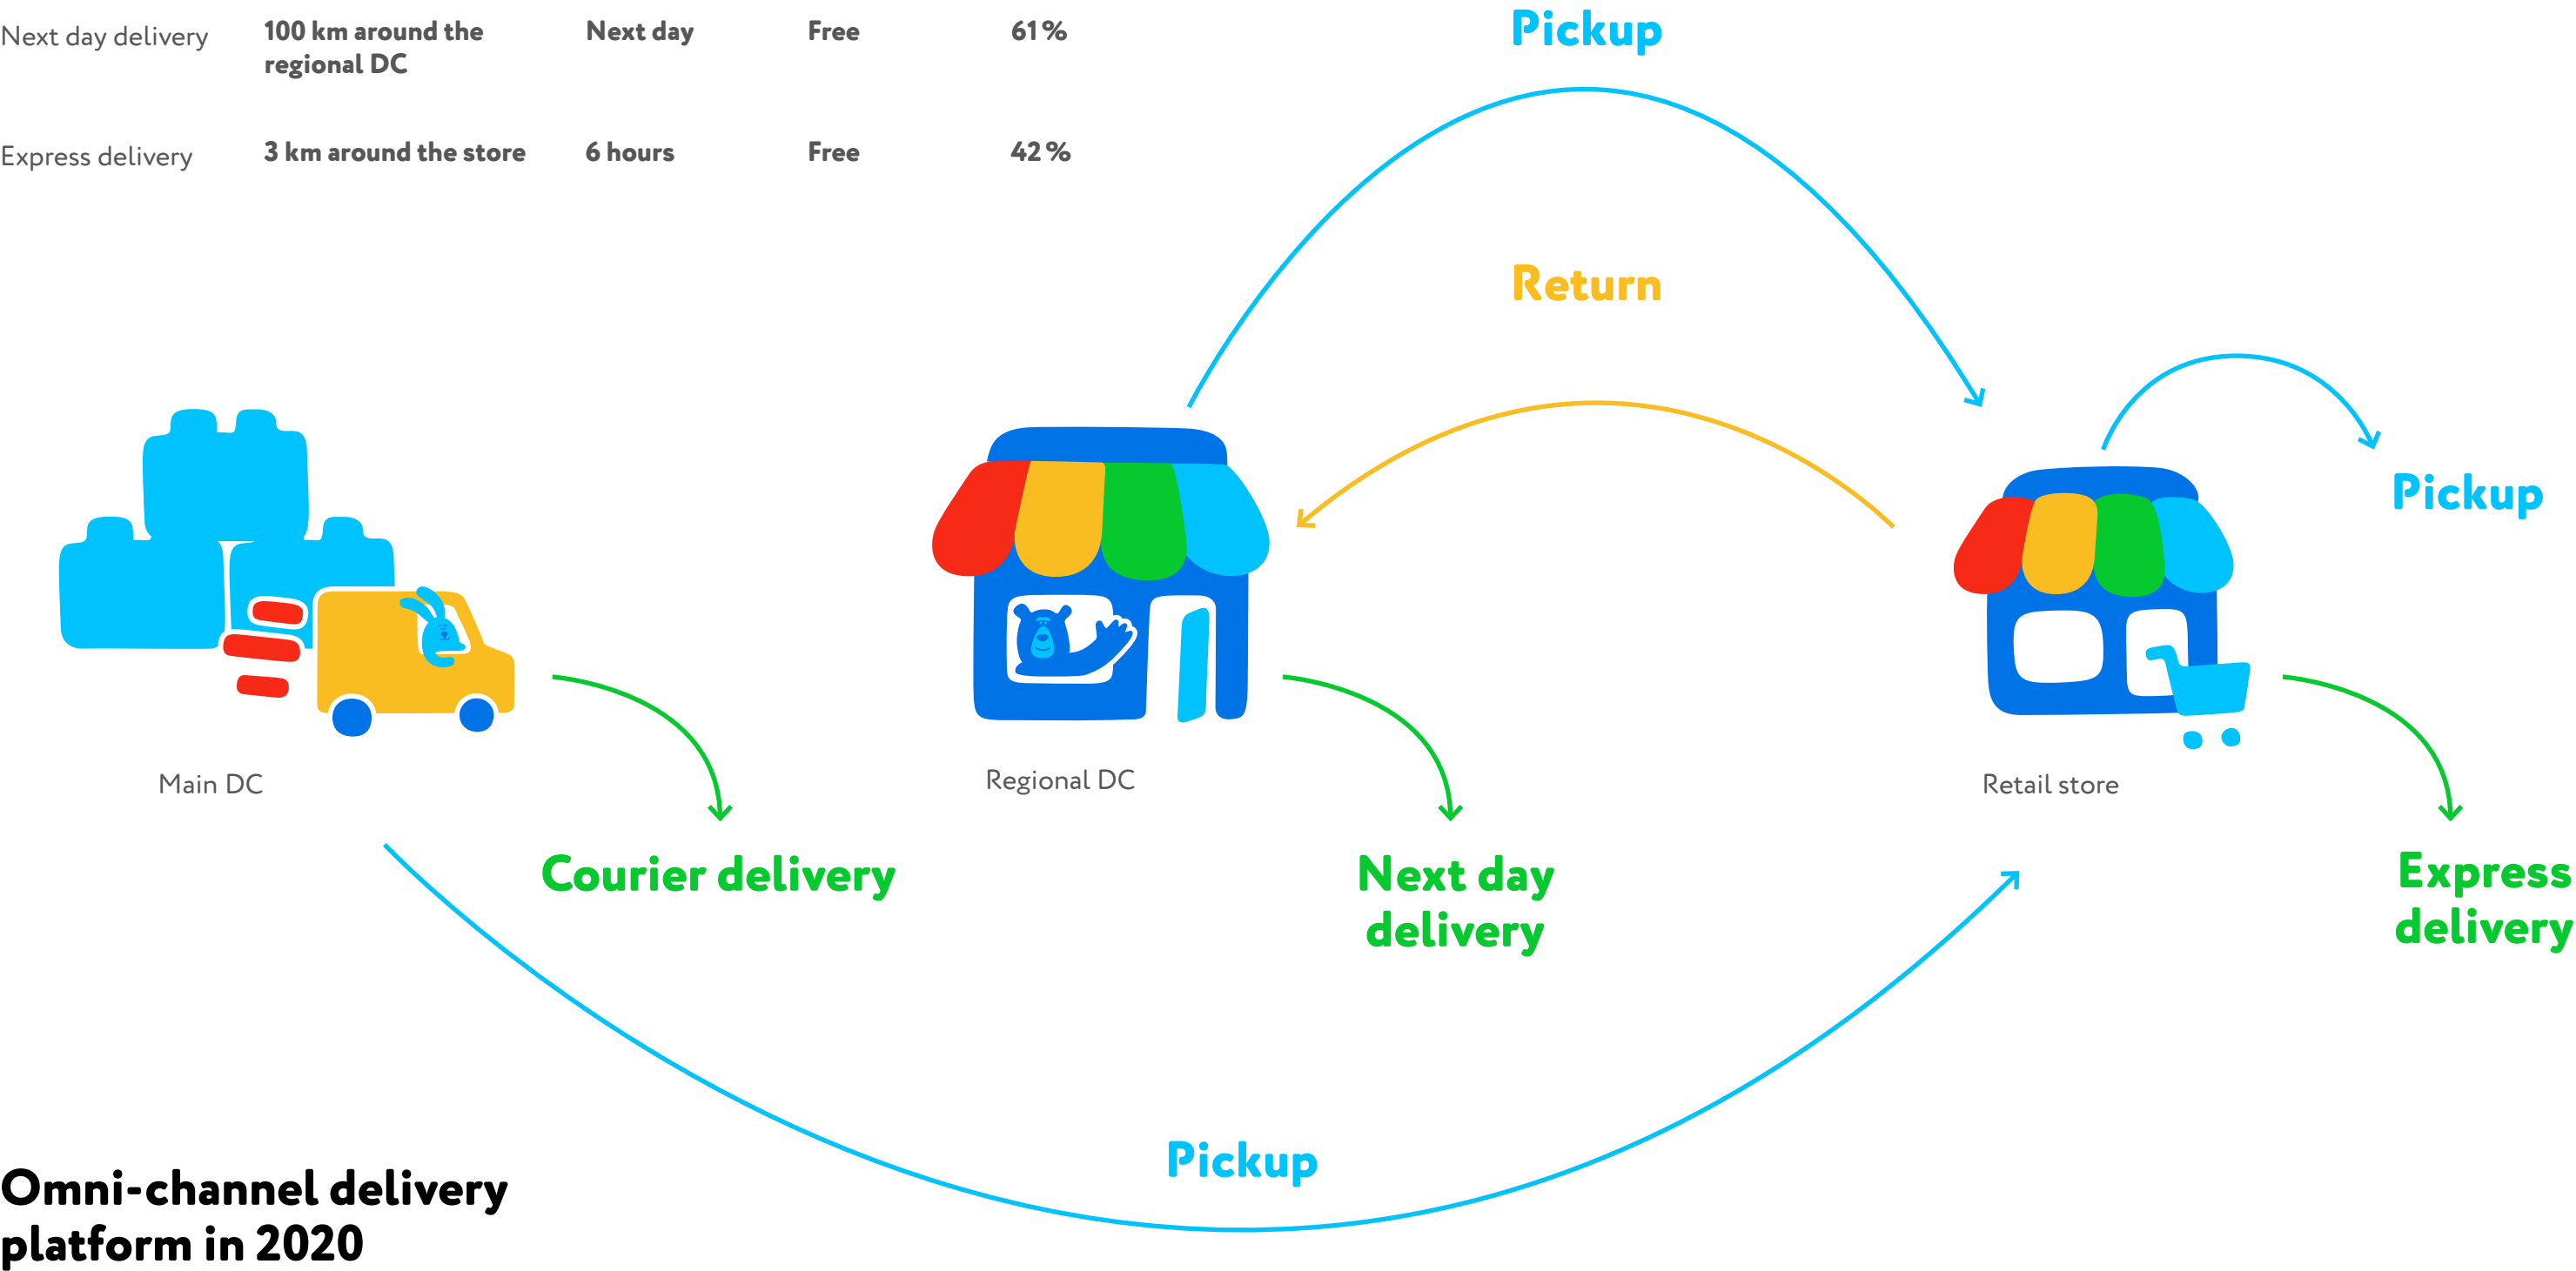 Next day delivery 100 km around the regional DC Next day Free 61%
Express delivery 3 km around the store 6 hours Free 42%
Pickup
Return
Pickup
Main DC
Regional DC
Retail store
Courier delivery
Next day
delivery
Express
delivery
Pickup
Omni-channel delivery
platform in 2020